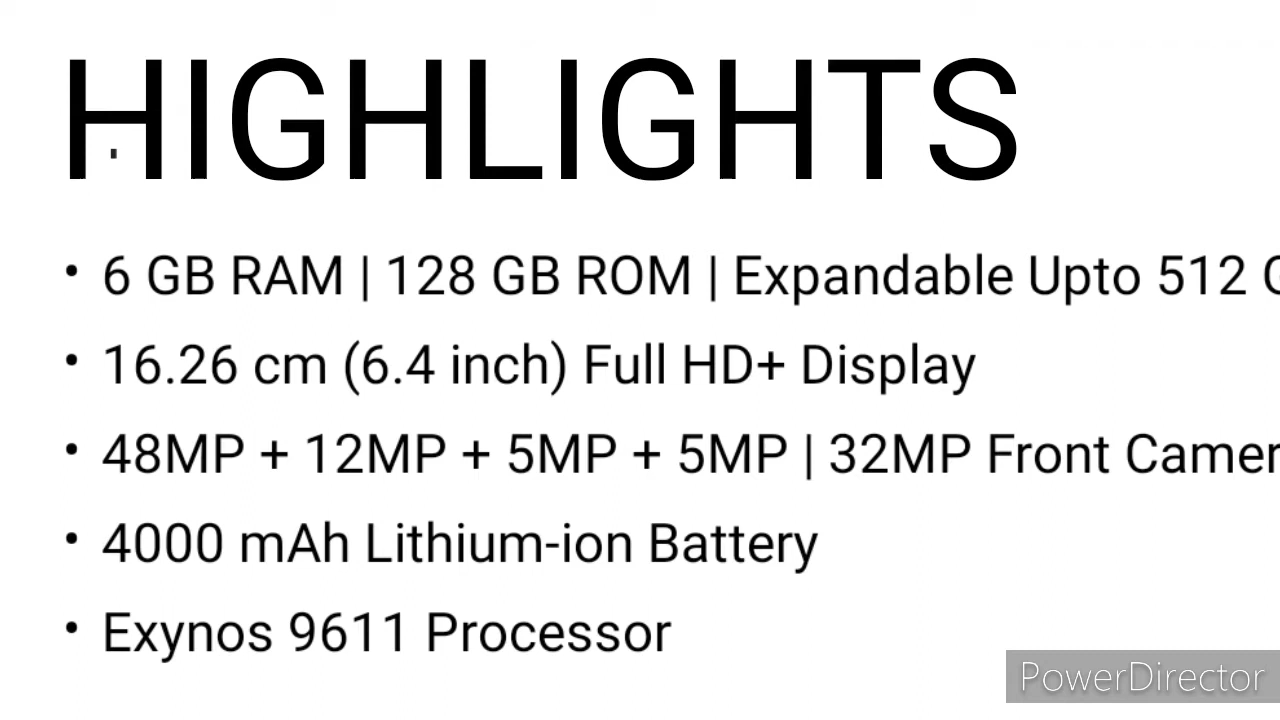 HIGHLIGHTS
• 6 GB RAM | 128 GB ROM | Expandable Upto 512
• 16.26 cm (6.4 inch) Full HD+ Display
• 48MP + 12MP + 5MP + 5MP | 32MP Front Camer
• 4000 mAh Lithium-ion Battery
• Exynos 9611 Processor
PowerDirector